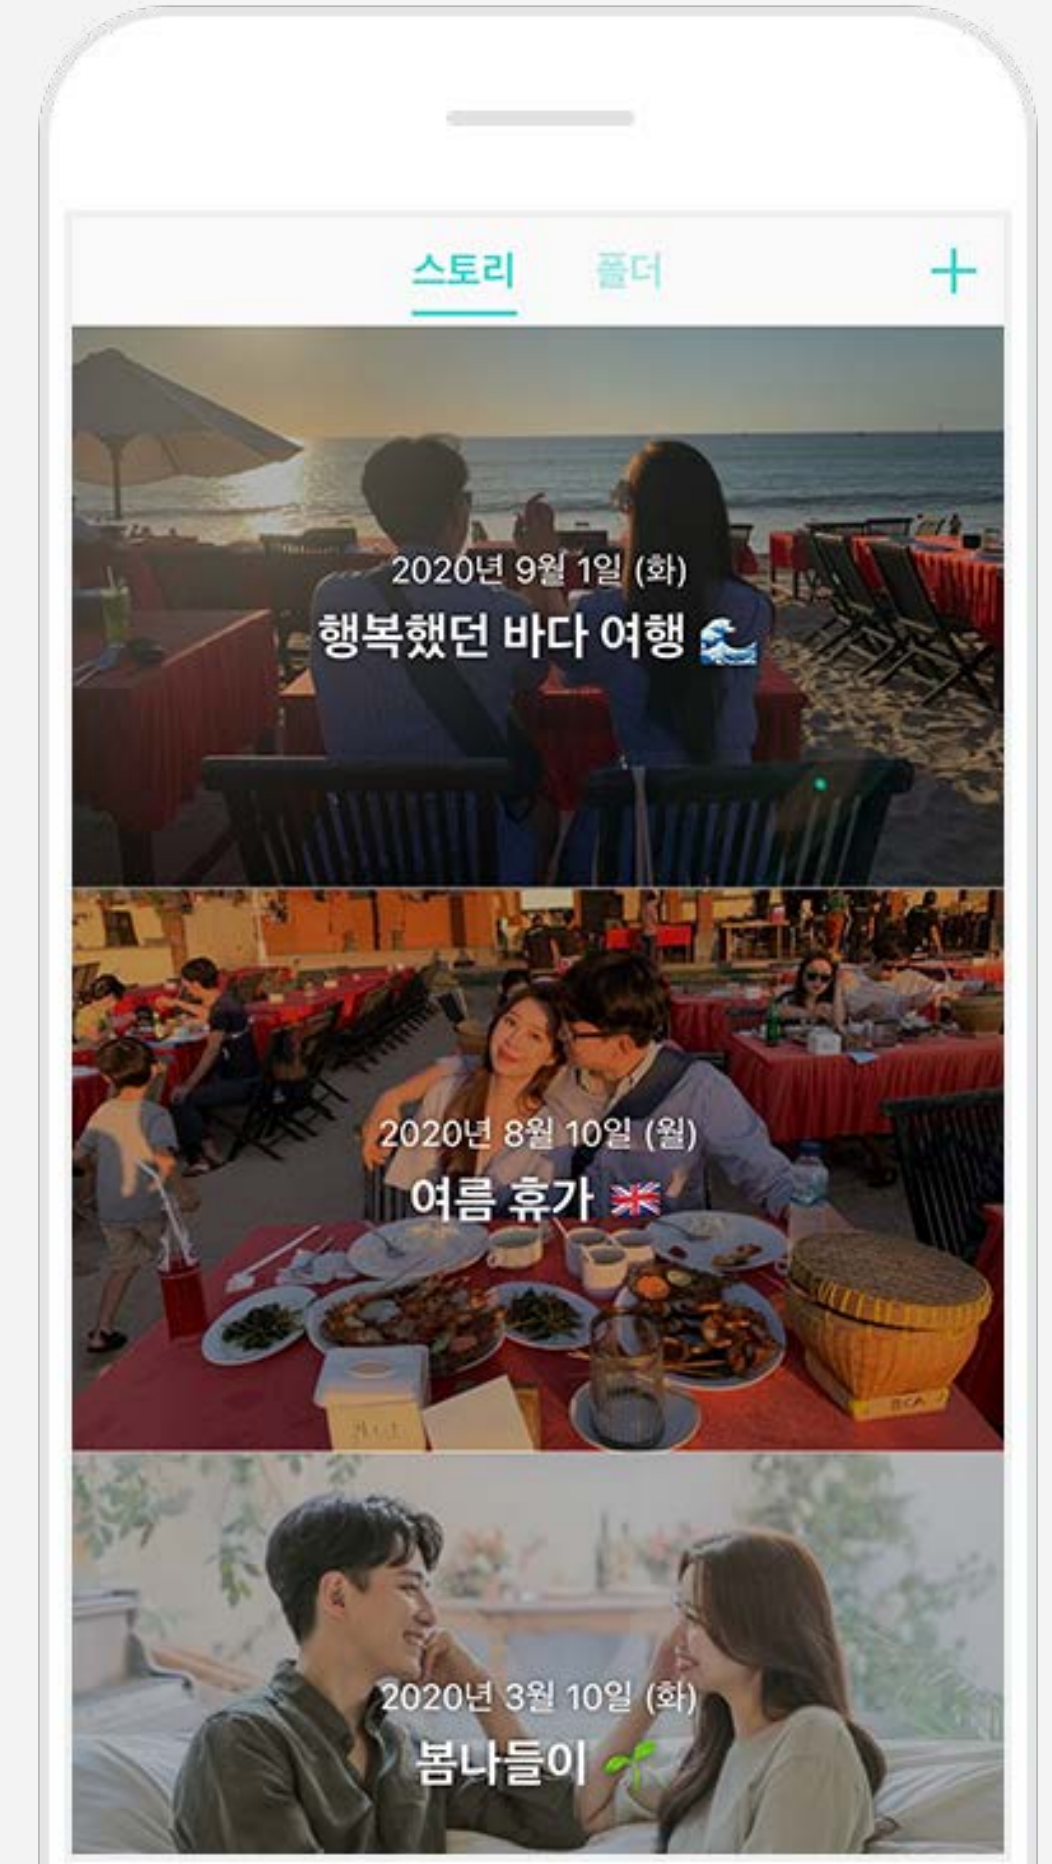 스토리 폴더 +
2020년 9월 1일 (화)
행복했던 바다 여행 🌊
2020년 8월 10일 (월)
여름 휴가 🇬🇧
2020년 3월 10일 (화)
봄나들이 🌱